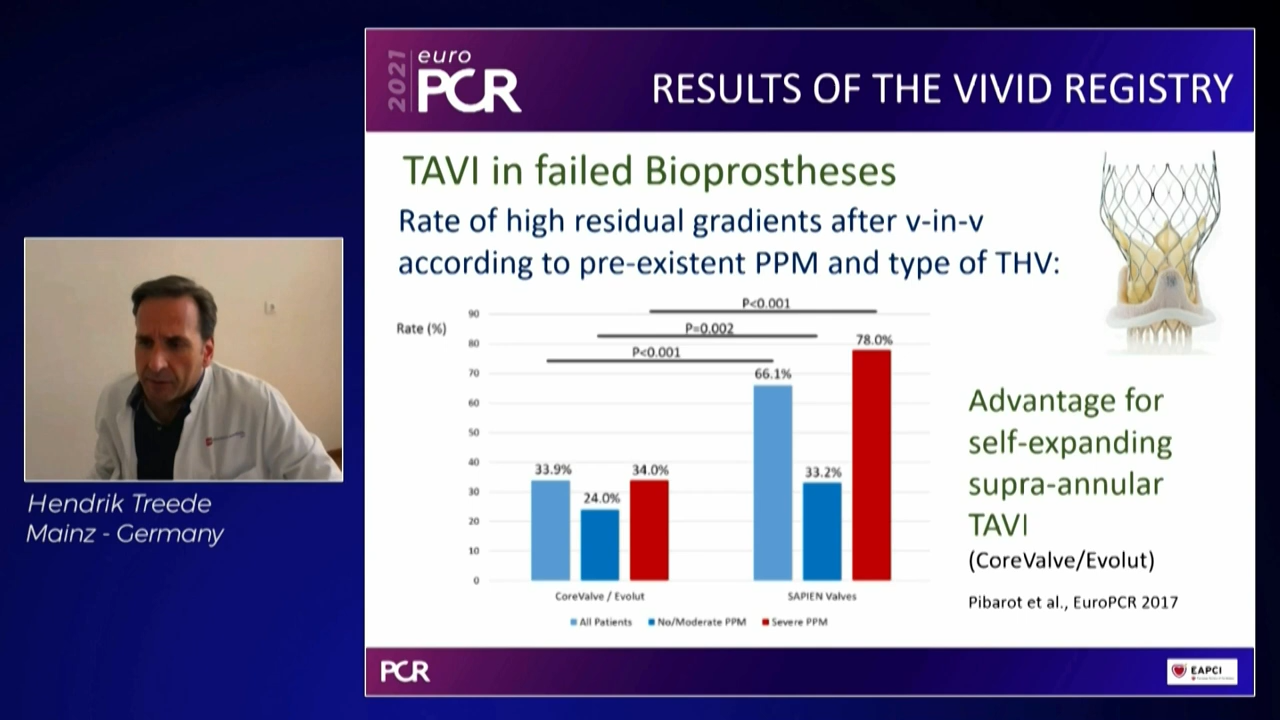 2021
euro
PCR
RESULTS OF THE VIVID REGISTRY
TAVI in failed Bioprostheses
Rate of high residual gradients after v-in-v
according to pre-existent PPM and type of THV:
Rate (%)
90
80
70
60
50
40
30
20
10
0
P<0.001
P=0.002
P<0.001
33.9%
24.0%
34.0%
66.1%
33.2%
78.0%
CoreValve / Evolut
SAPIEN Valves
All Patients
No/Moderate PPM
Severe PPM
Advantage for
self-expanding
supra-annular
TAVI
(CoreValve/Evolut)
Pibarot et al., EuroPCR 2017
Hendrik Treede
Mainz - Germany
PCR
EAPCI